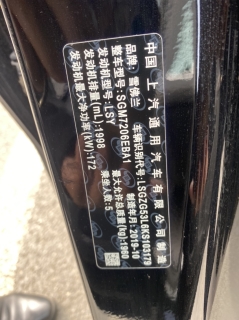 中国 上汽通用汽车有限公司制造
品牌：雪佛兰 制造年月：2019-10
整车型号：SGM7206EBA1
车辆识别代号：LSGZG53L6KS103179
发动机型号：LSY
发动机排量(mL)：1998
最大允许总质量(kg)：1960
发动机最大净功率(kW)：172 乘坐人数：5